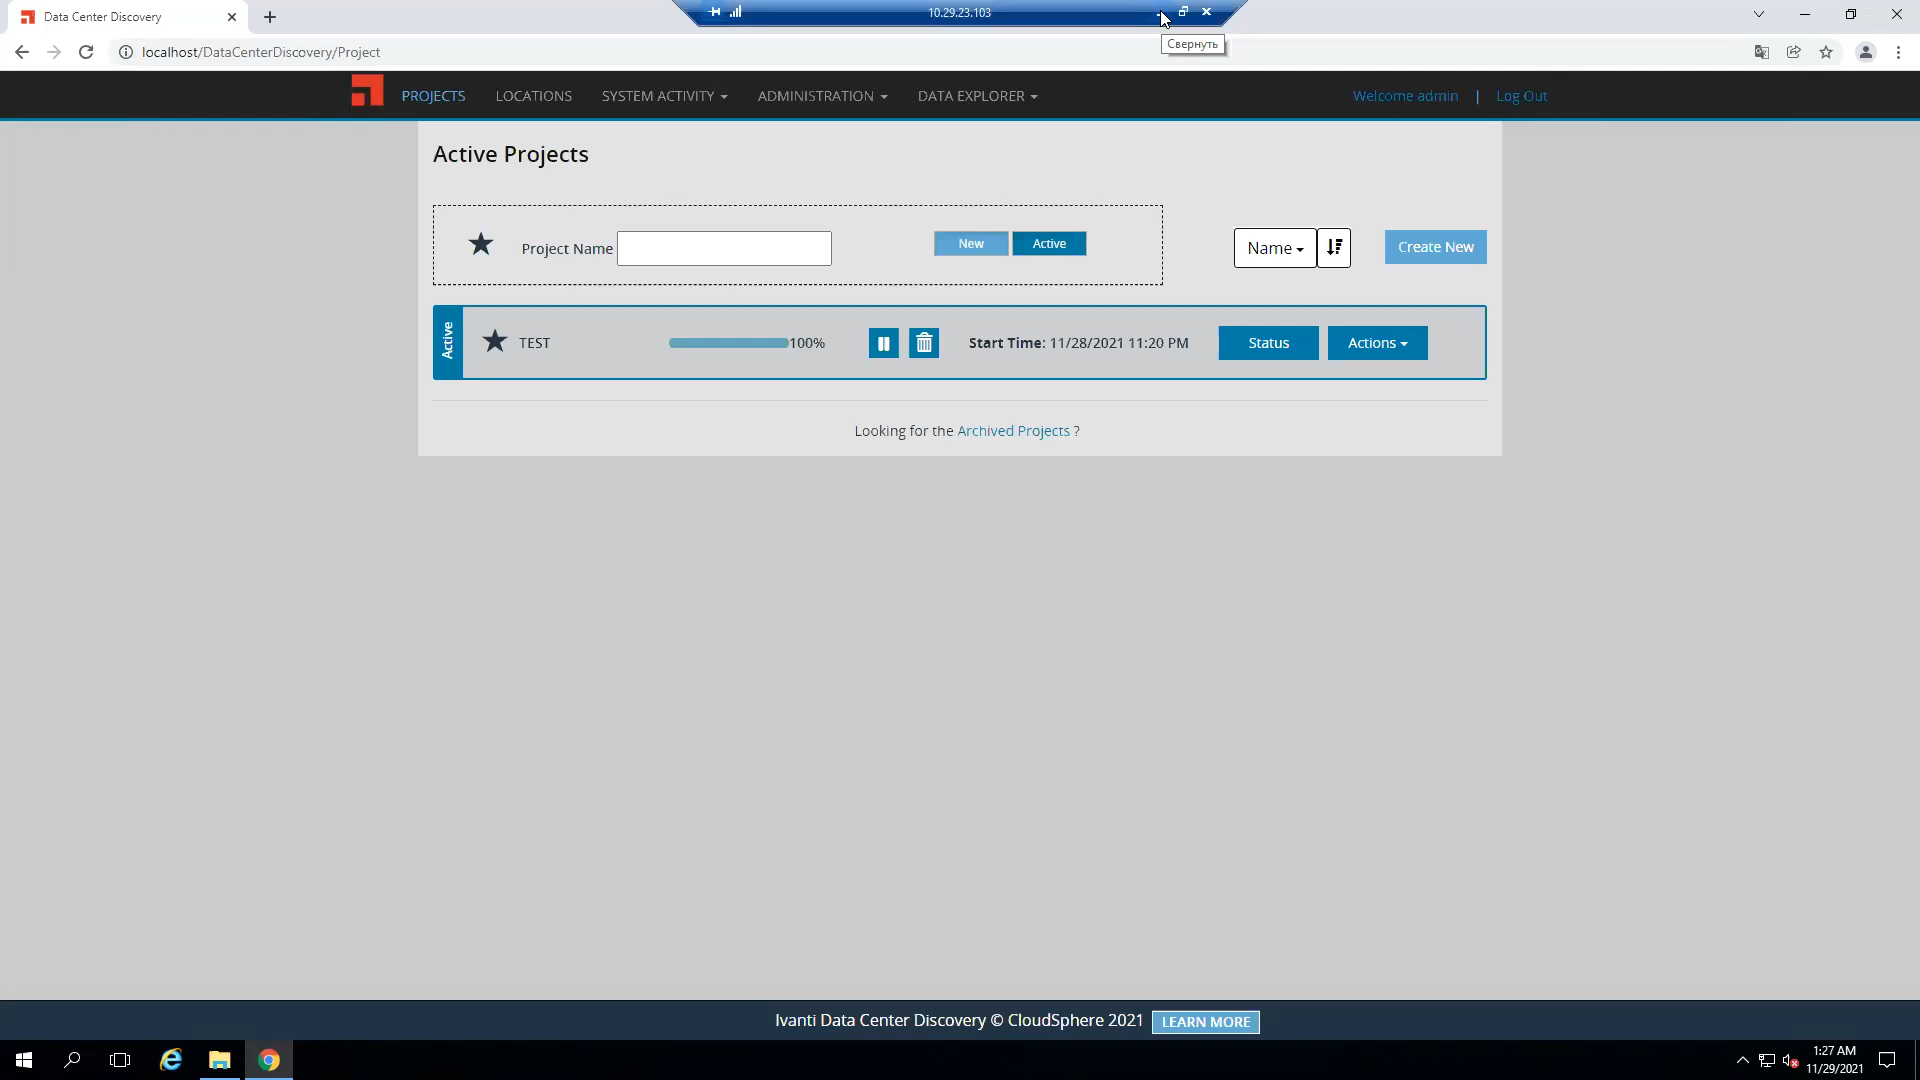 Data Center Discovery
10.29.23.103
Свернуть
localhost/DataCenterDiscovery/Project
PROJECTS
LOCATIONS
SYSTEM ACTIVITY
ADMINISTRATION
DATA EXPLORER
Welcome admin | Log Out
Active Projects
Project Name
New
Active
Name
Create New
Active
TEST
100%
Start Time: 11/28/2021 11:20 PM
Status
Actions
Looking for the Archived Projects ?
Ivanti Data Center Discovery © CloudSphere 2021
LEARN MORE
1:27 AM
11/29/2021